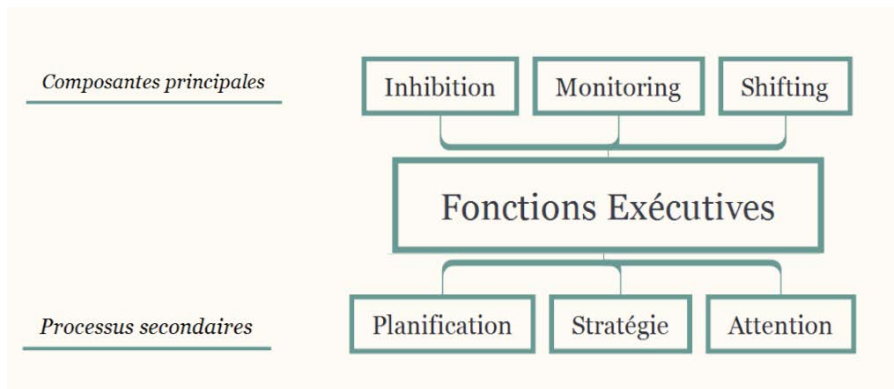 Composantes principales
Inhibition
Monitoring
Shifting
Fonctions Exécutives
Processus secondaires
Planification
Stratégie
Attention